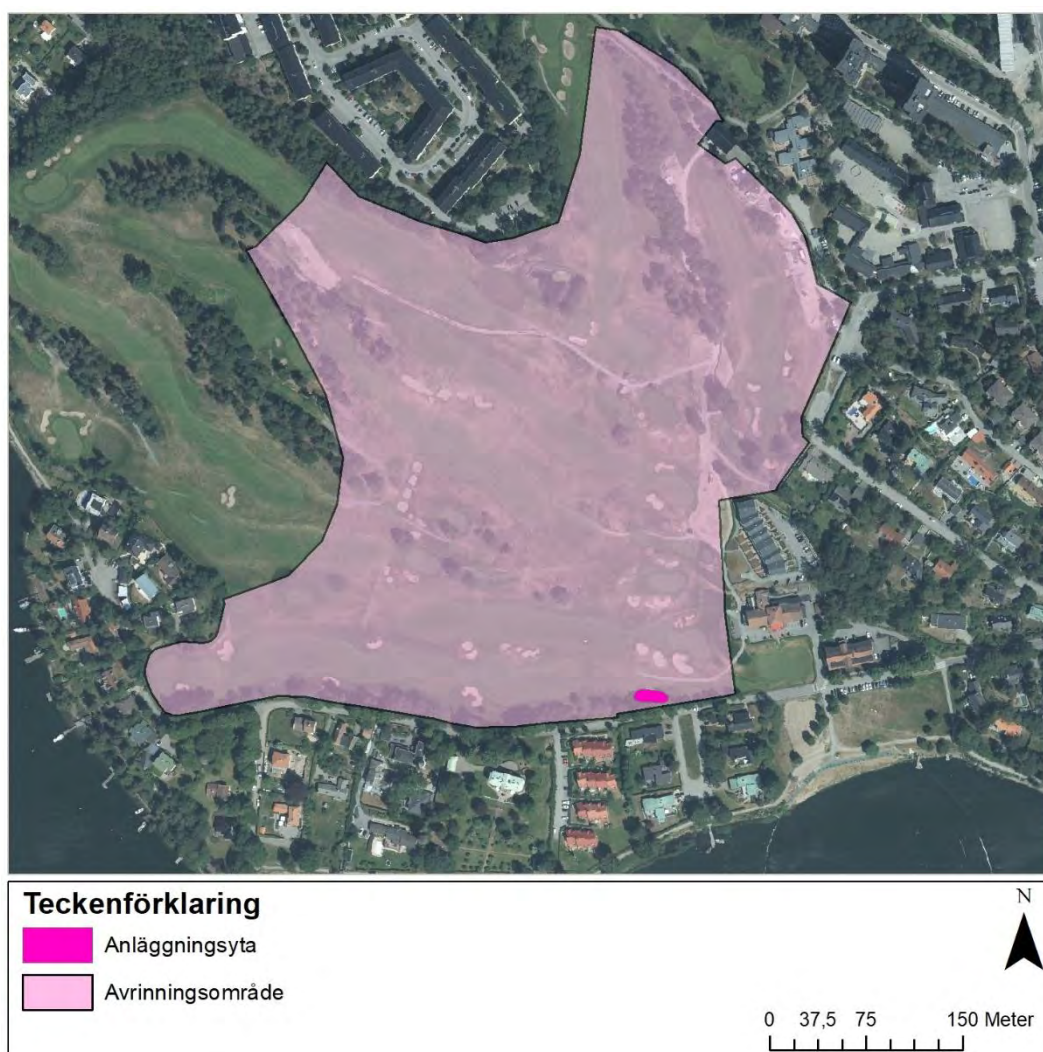 Teckenförklaring
Anläggningsyta
Avrinningsområde
N
0 37,5 75 150 Meter